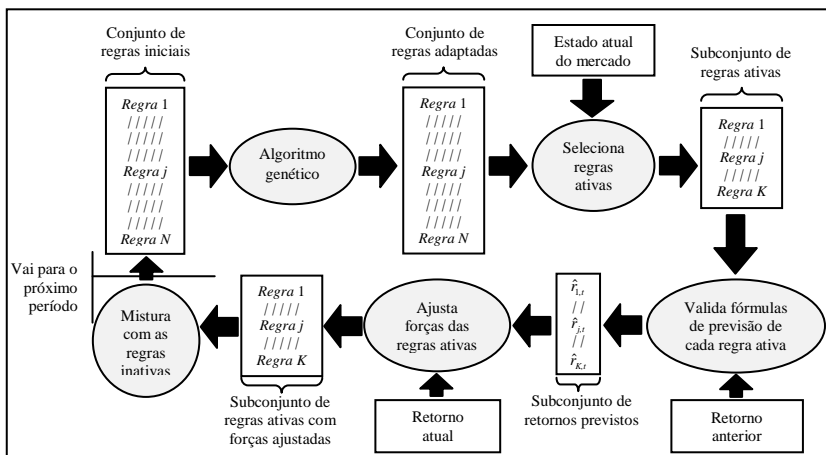 Conjunto de
regras iniciais
Regra 1
/ / / / /
/ / / / /
/ / / / /
Regra j
/ / / / /
/ / / / /
/ / / / /
Regra N
Algoritmo
genético
Conjunto de
regras adaptadas
Regra 1
/ / / / /
/ / / / /
/ / / / /
Regra j
/ / / / /
/ / / / /
/ / / / /
Regra N
Estado atual
do mercado
Seleciona
regras
ativas
Subconjunto de
regras ativas
Regra 1
/ / / / /
Regra j
/ / / / /
Regra K
Valida fórmulas
de previsão de
cada regra ativa
Retorno
anterior
r̂1,t
/ /
r̂j,t
/ /
r̂K,t
Subconjunto de
retornos previstos
Ajusta
forças das
regras ativas
Retorno
atual
Regra 1
/ / / / /
Regra j
/ / / / /
Regra K
Subconjunto de
regras ativas com
forças ajustadas
Mistura
com as
regras
inativas
Vai para o
próximo
período